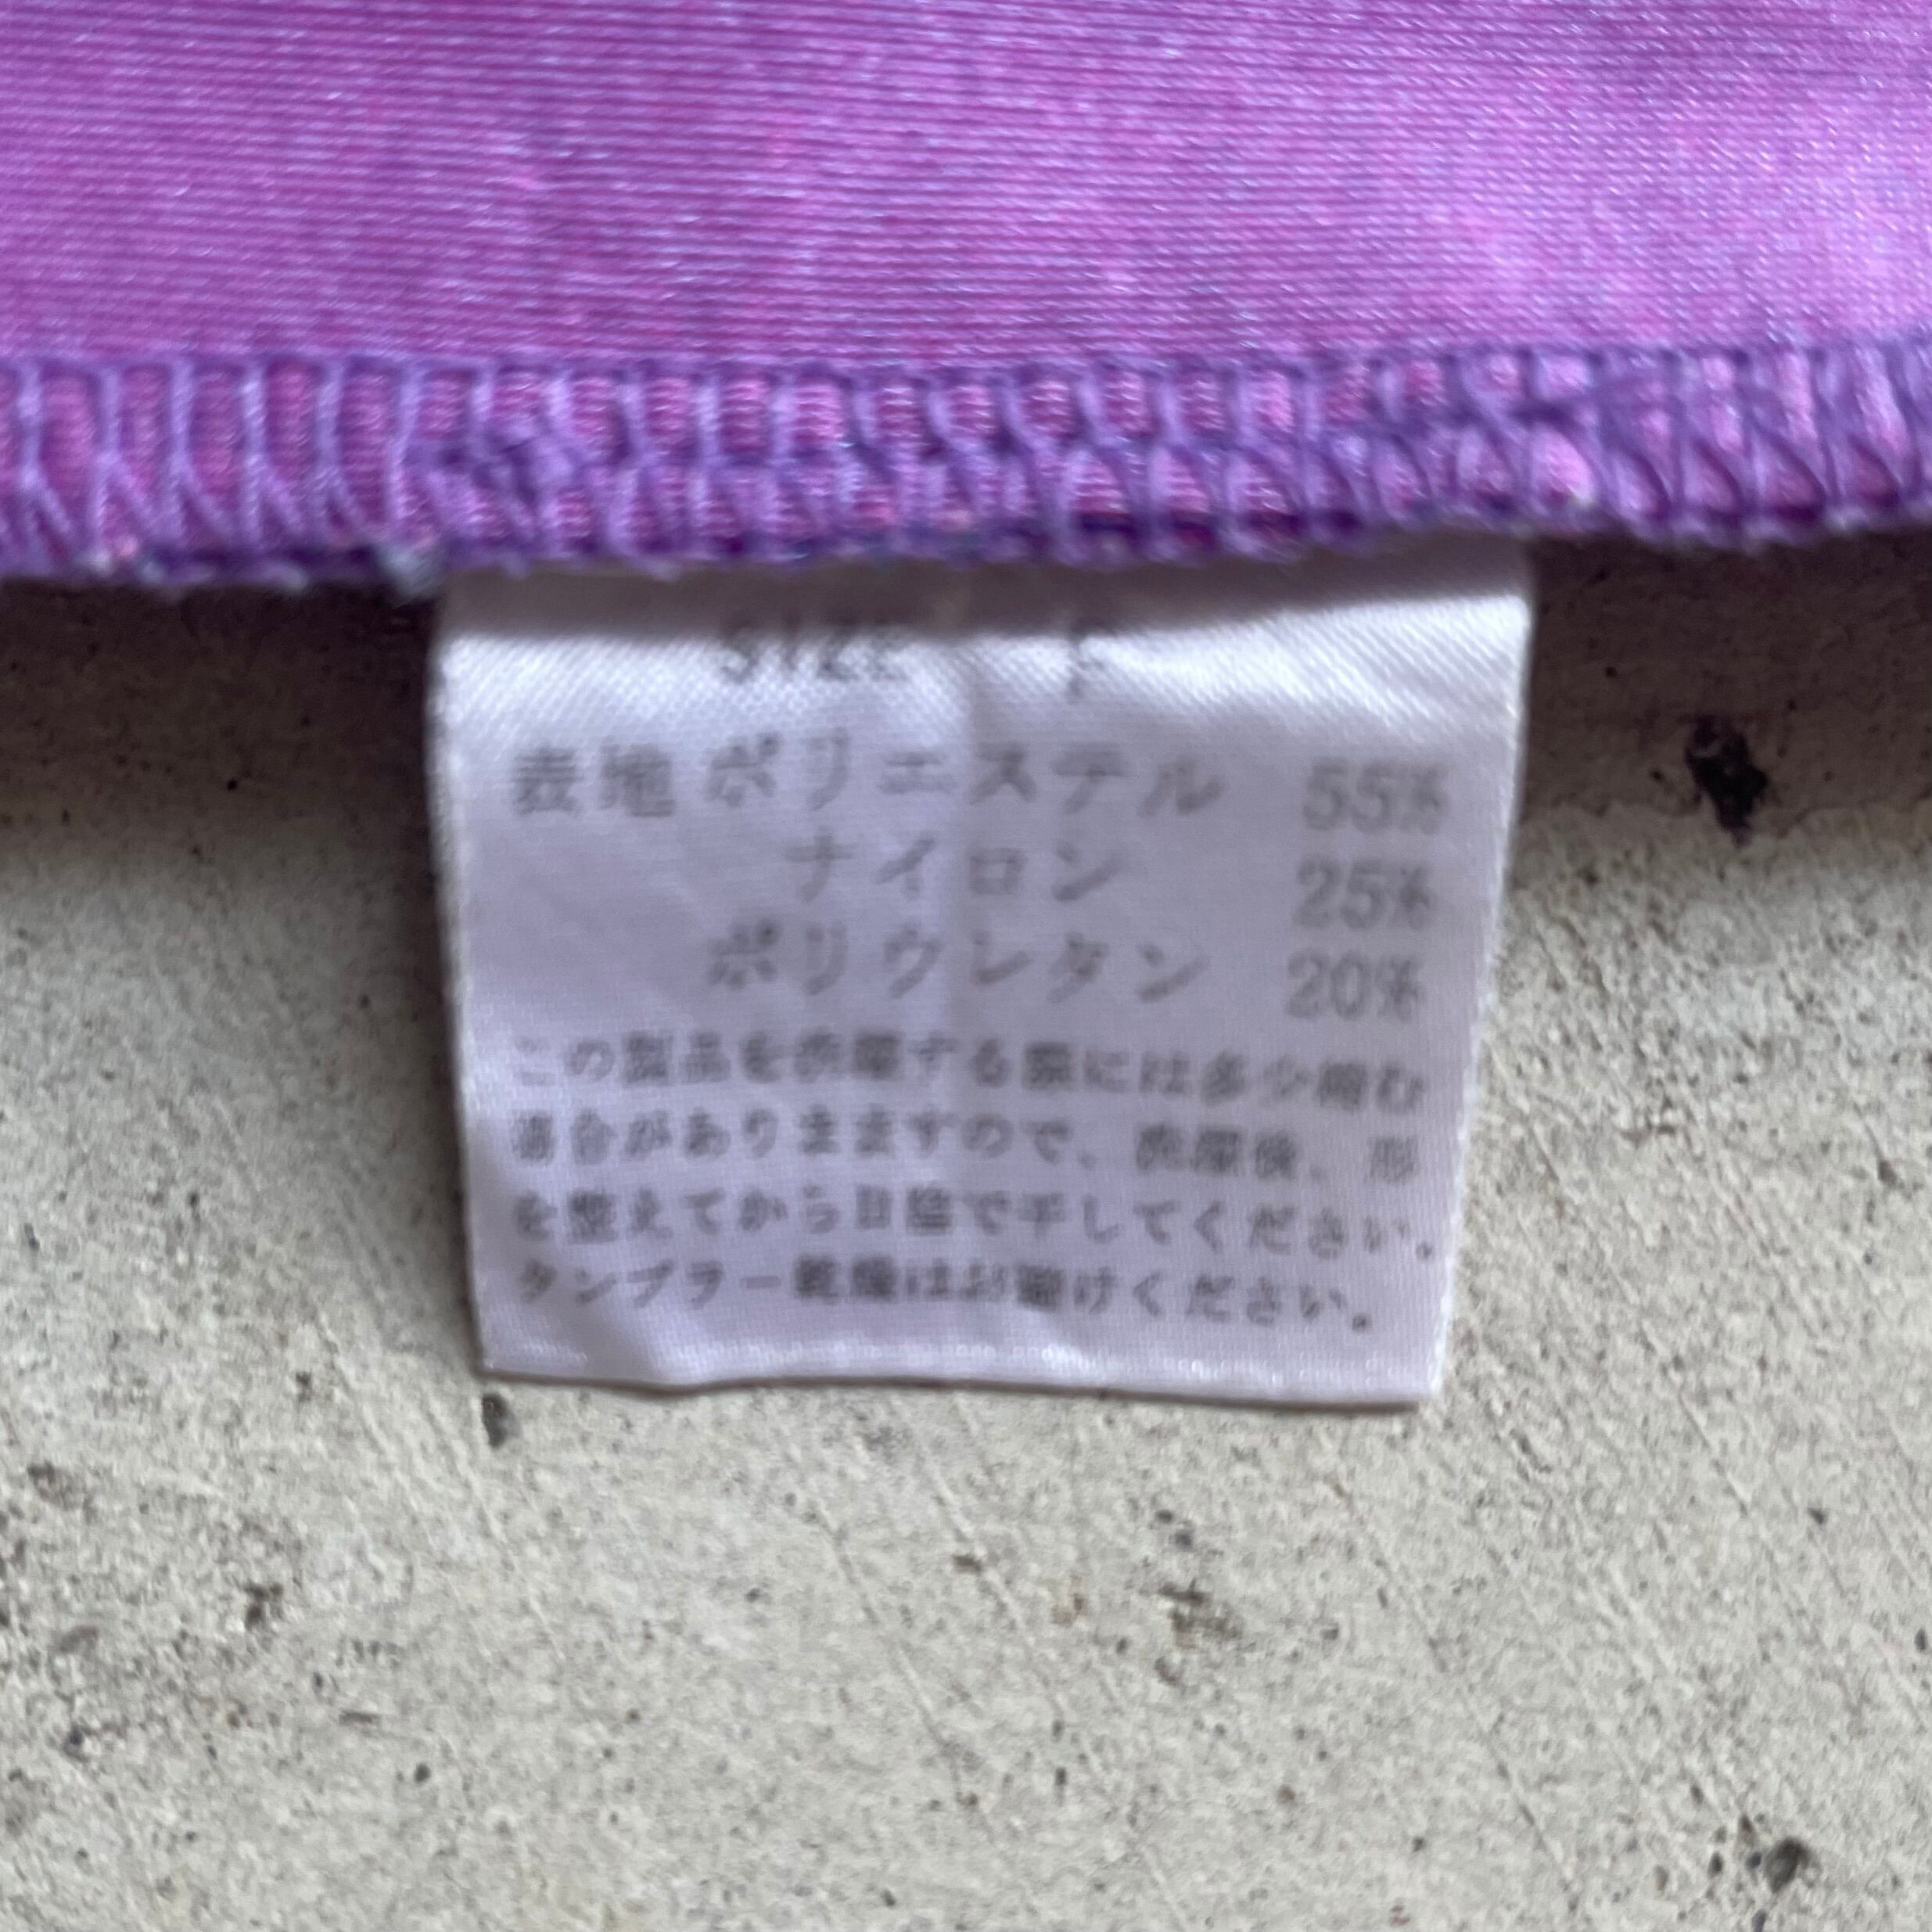 SIZE F
表地 ポリエステル 55%
ナイロン 25%
ポリウレタン 20%
この製品を洗濯する際には多少縮む
場合がありますので、洗濯後、形
を整えてから日陰で干してください。
タンブラー乾燥はお避けください。